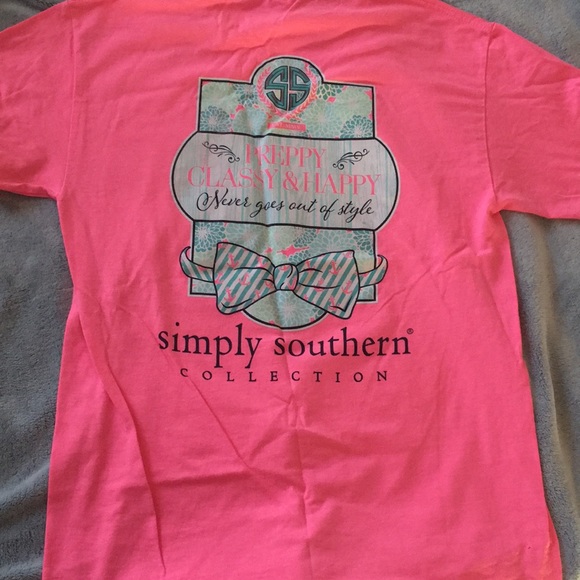 SS
PREPPY
CLASSY & HAPPY
Never goes out of style
simply southern®
COLLECTION